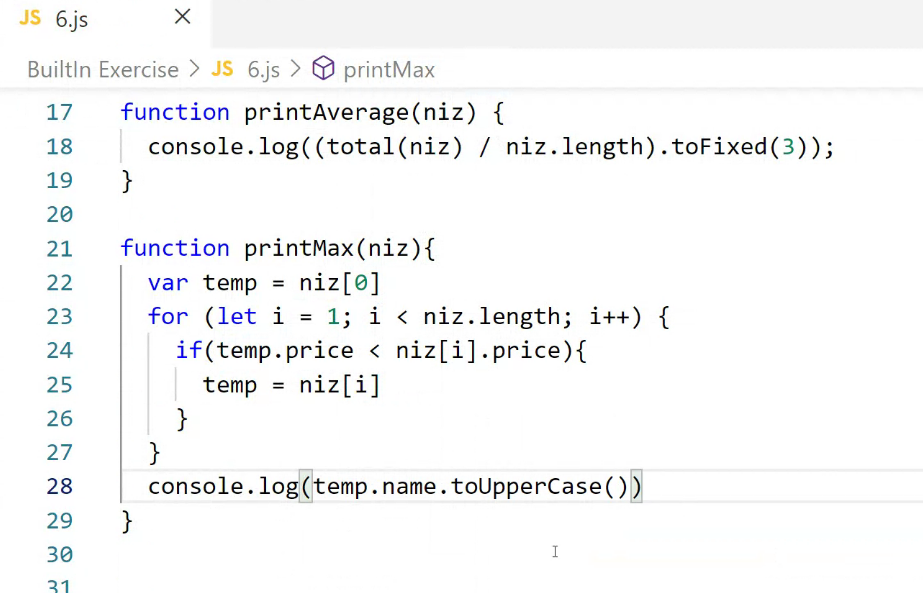 JS 6.js ×
BuiltIn Exercise > JS 6.js > printMax
17 function printAverage(niz) {
18 console.log((total(niz) / niz.length).toFixed(3));
19 }
20
21 function printMax(niz){
22 var temp = niz[0]
23 for (let i = 1; i < niz.length; i++) {
24 if(temp.price < niz[i].price){
25 temp = niz[i]
26 }
27 }
28 console.log(temp.name.toUpperCase())
29 }
30
31